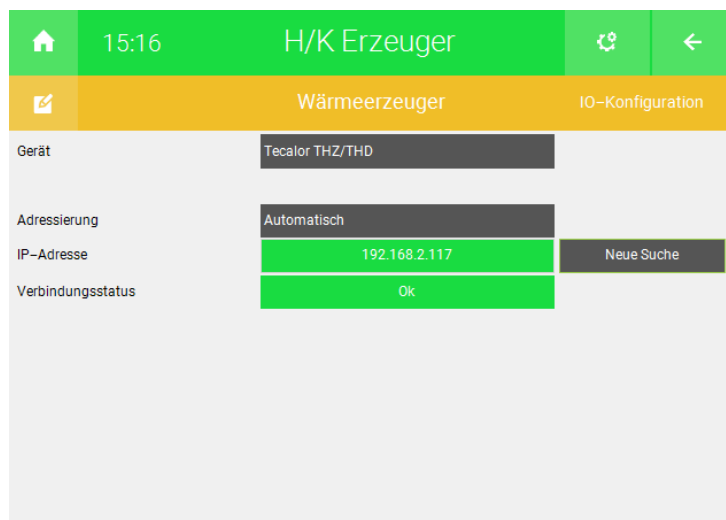 15:16 H/K Erzeuger
Wärmeerzeuger IO-Konfiguration
Gerät Tecalor THZ/THD
Adressierung Automatisch
IP-Adresse 192.168.2.117 Neue Suche
Verbindungsstatus Ok